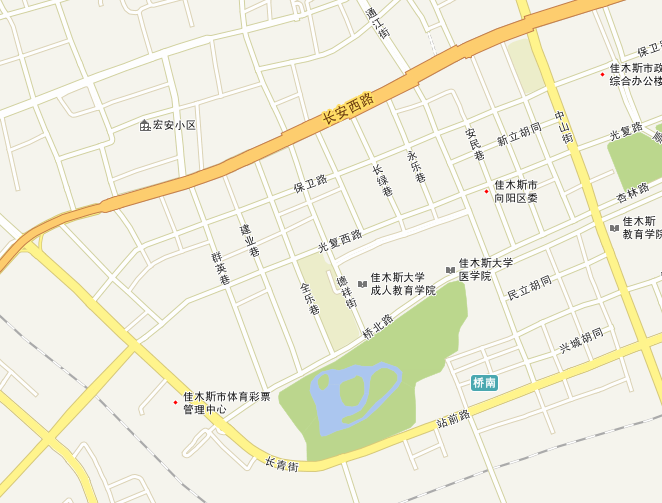 通江街
保卫路
佳木斯市政
综合办公楼
长安西路
宏安小区
中山街
安民巷
新立胡同
光复路
永乐巷
长绿巷
保卫路
佳木斯市
向阳区委
杏林路
建业巷
光复西路
佳木斯
教育学院
群英巷
佳木斯大学
医学院
佳木斯大学
成人教育学院
德祥街
全乐巷
民立胡同
桥北路
兴城胡同
桥南
佳木斯市体育彩票
管理中心
站前路
长青街